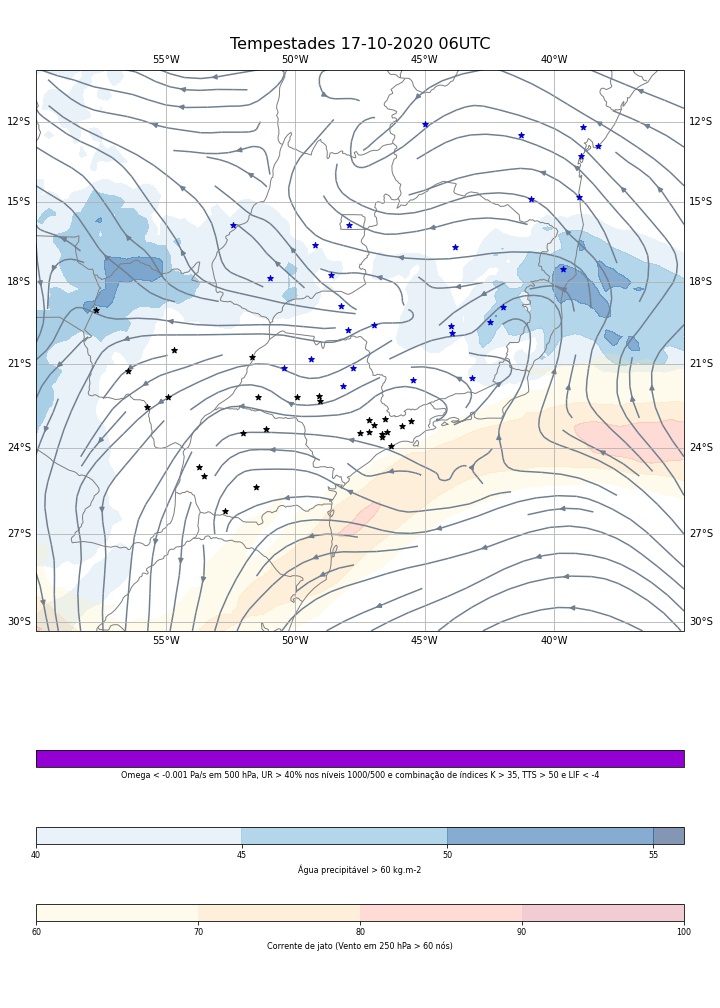 Tempestades 17-10-2020 06UTC
55°W 50°W 45°W 40°W
12°S 12°S
15°S 15°S
18°S 18°S
21°S 21°S
24°S 24°S
27°S 27°S
30°S 30°S
55°W 50°W 45°W 40°W
Omega < -0.001 Pa/s em 500 hPa, UR > 40% nos níveis 1000/500 e combinação de índices K > 35, TTS > 50 e LIF < -4
40 45 50 55
Água precipitável > 60 kg.m-2
60 70 80 90 100
Corrente de jato (Vento em 250 hPa > 60 nós)